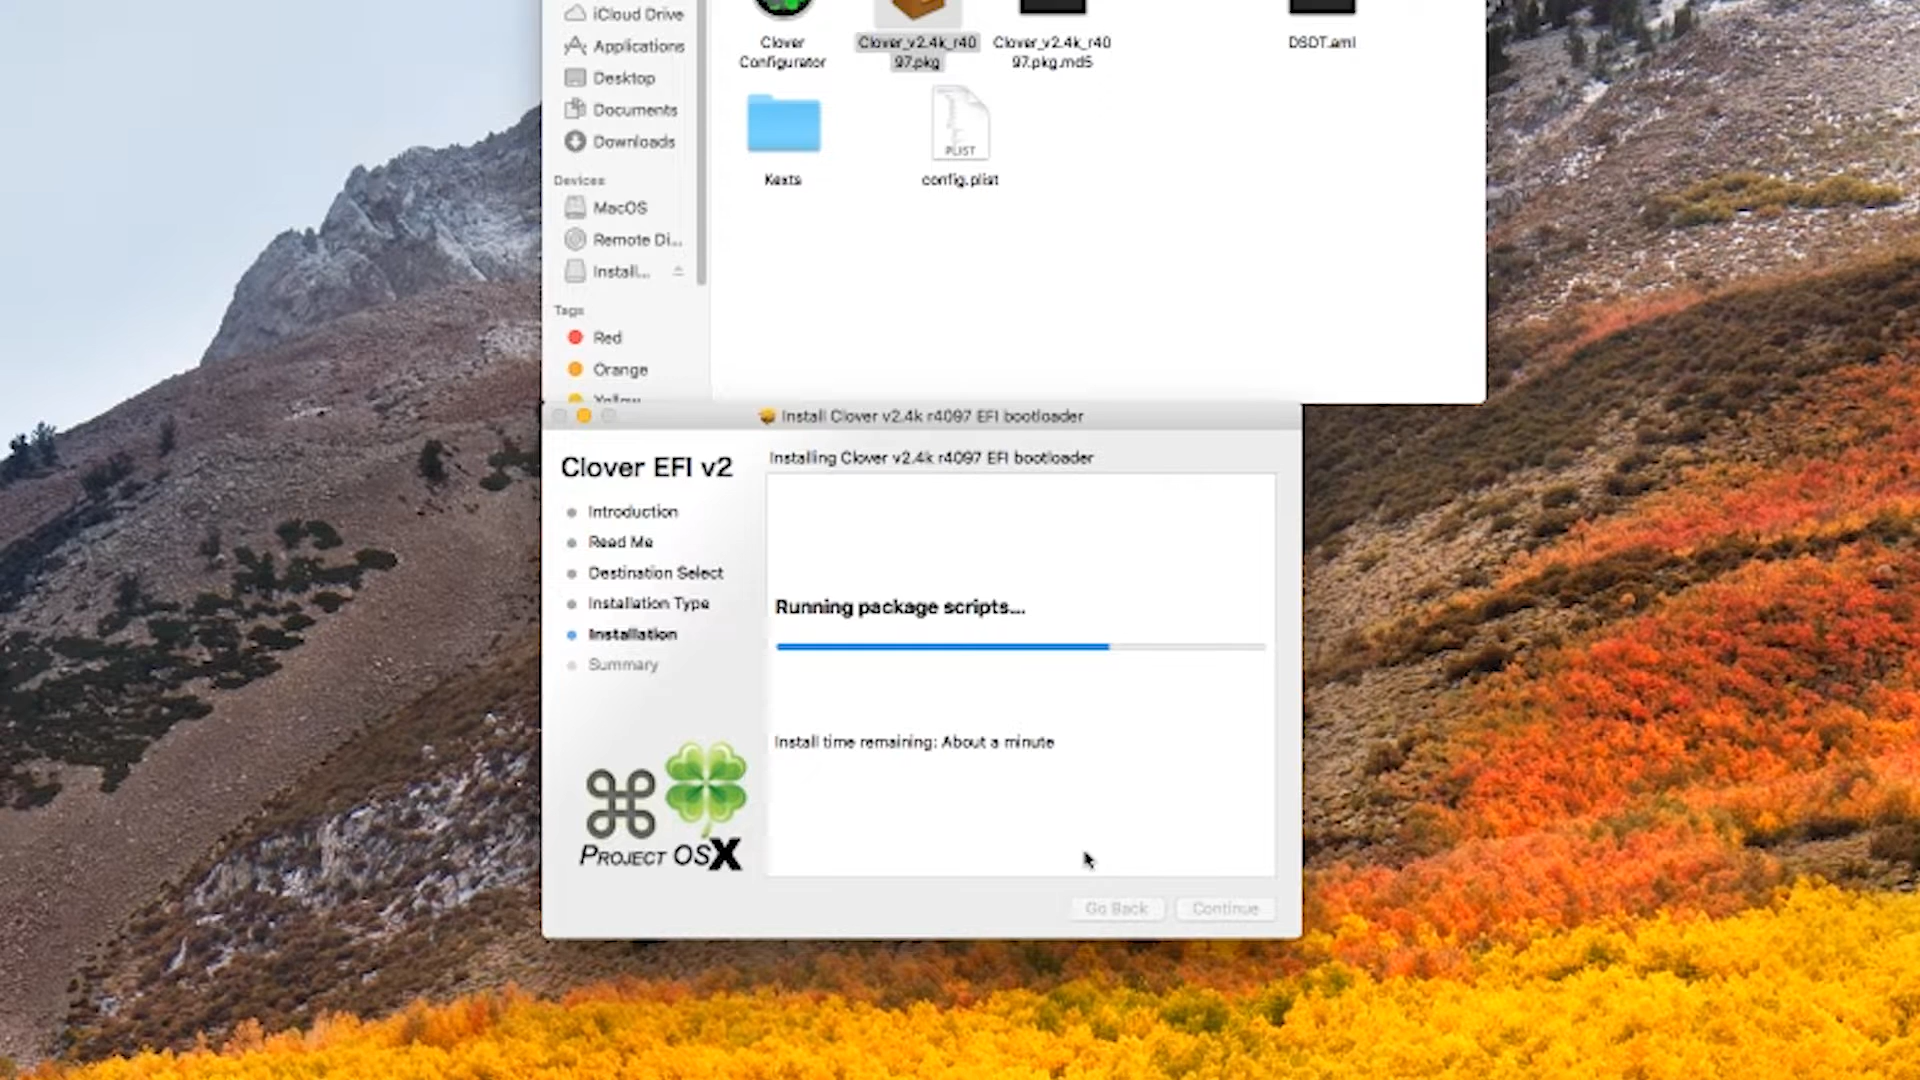 iCloud Drive
Applications
Desktop
Documents
Downloads
Devices
MacOS
Remote Di...
Install...
Tags
Red
Orange
Yellow
Clover
Configurator
Clover_v2.4k_r40
97.pkg
Clover_v2.4k_r40
97.pkg.md5
DSDT.aml
Kexts
PLIST
config.plist
Install Clover v2.4k r4097 EFI bootloader
Clover EFI v2
Introduction
Read Me
Destination Select
Installation Type
Installation
Summary
PROJECT OSX
Installing Clover v2.4k r4097 EFI bootloader
Running package scripts...
Install time remaining: About a minute
Go Back
Continue